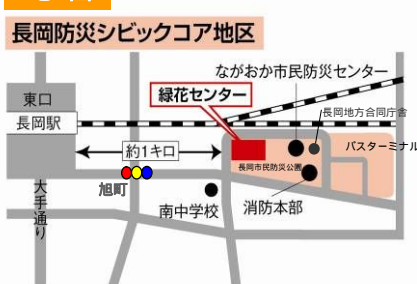 長岡防災シビックコア地区
ながおか市民防災センター
東口
緑花センター
長岡地方合同庁舎
長岡駅
バスターミナル
約1キロ
長岡市民防災公園
旭町
大手通り
南中学校
消防本部